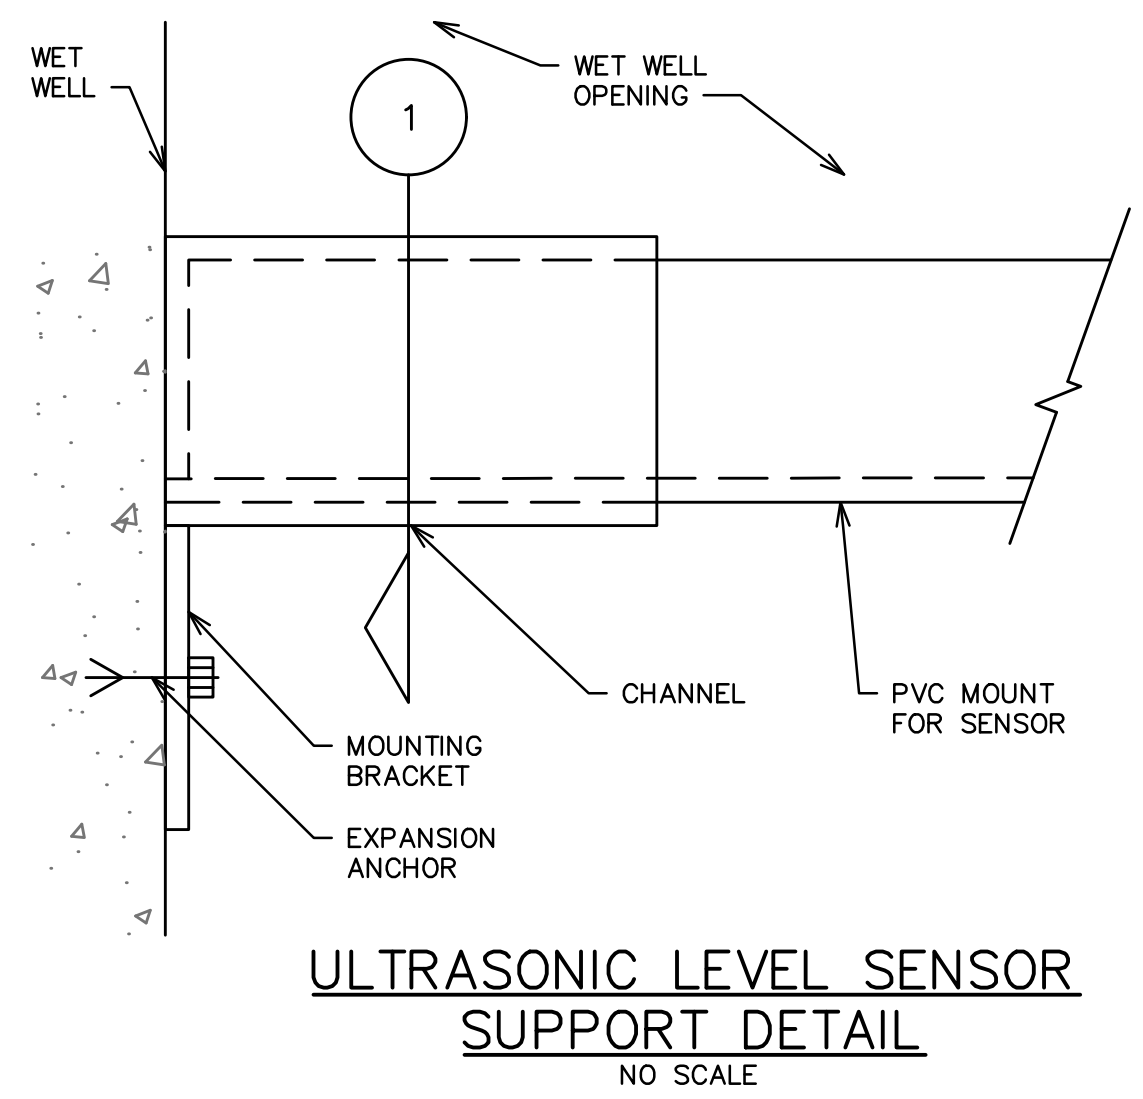 WET
WELL
WET WELL
OPENING
1
CHANNEL
PVC MOUNT
FOR SENSOR
MOUNTING
BRACKET
EXPANSION
ANCHOR
ULTRASONIC LEVEL SENSOR
SUPPORT DETAIL
NO SCALE